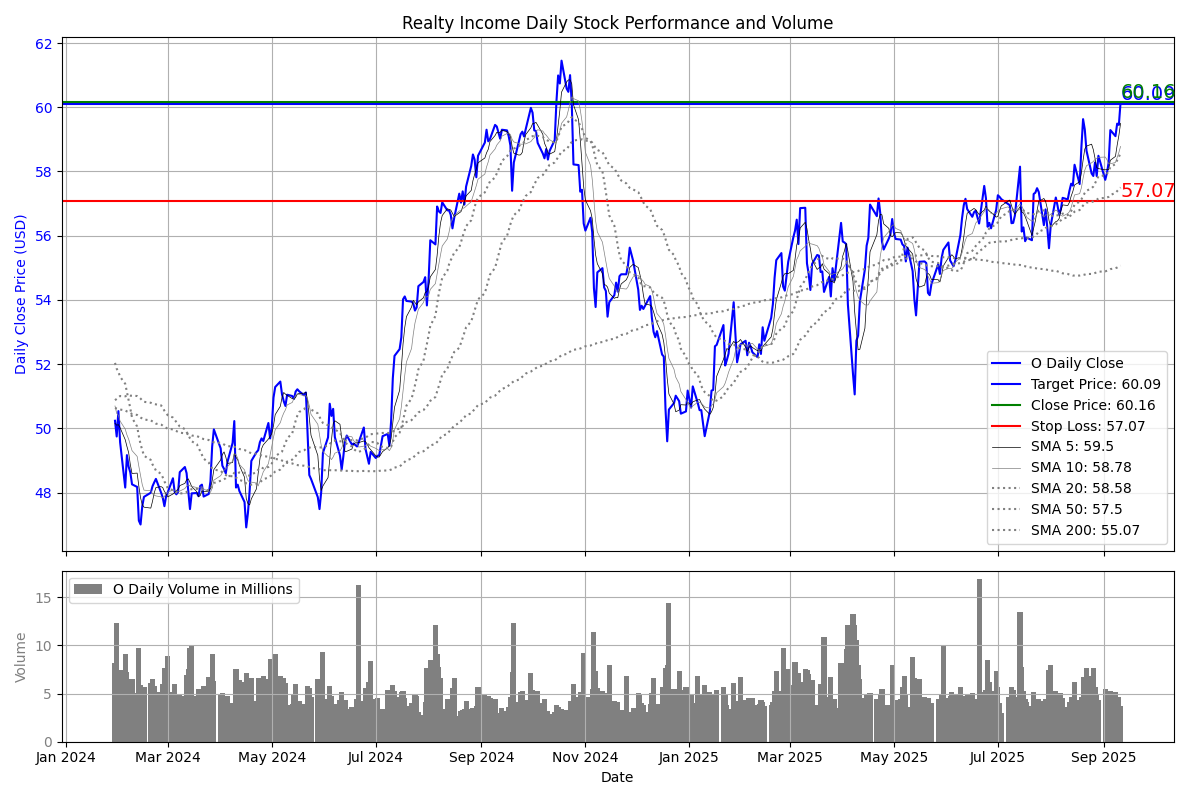 Realty Income Daily Stock Performance and Volume
62
60
58
56
54
52
50
48
Daily Close Price (USD)
60.16
60.09
57.07
O Daily Close
Target Price: 60.09
Close Price: 60.16
Stop Loss: 57.07
SMA 5: 59.5
SMA 10: 58.78
SMA 20: 58.58
SMA 50: 57.5
SMA 200: 55.07
O Daily Volume in Millions
15
10
5
0
Volume
Jan 2024 Mar 2024 May 2024 Jul 2024 Sep 2024 Nov 2024 Jan 2025 Mar 2025 May 2025 Jul 2025 Sep 2025
Date